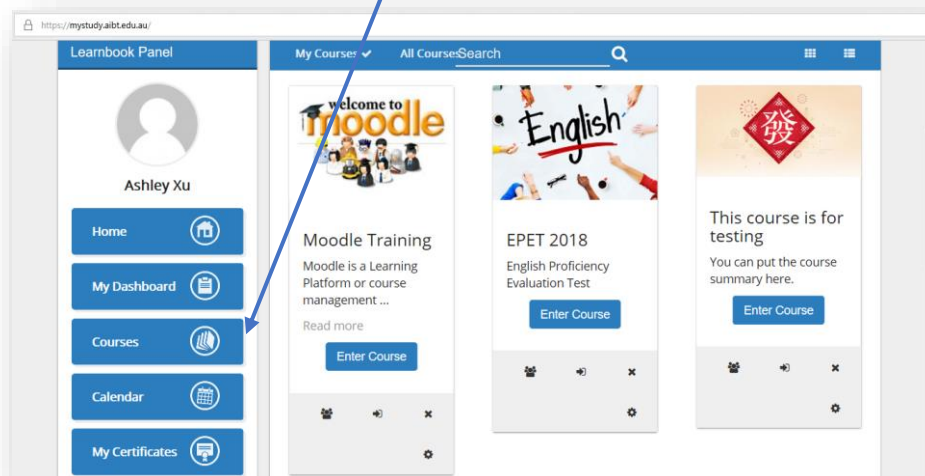 https://mystudy.aibt.edu.au/
Learnbook Panel
Ashley Xu
Home
My Dashboard
Courses
Calendar
My Certificates
My Courses ✔ All Courses Search
welcome to
moodle
Moodle Training
Moodle is a Learning
Platform or course
management ...
Read more
Enter Course
English
EPET 2018
English Proficiency
Evaluation Test
Enter Course
發
This course is for
testing
You can put the course
summary here.
Enter Course